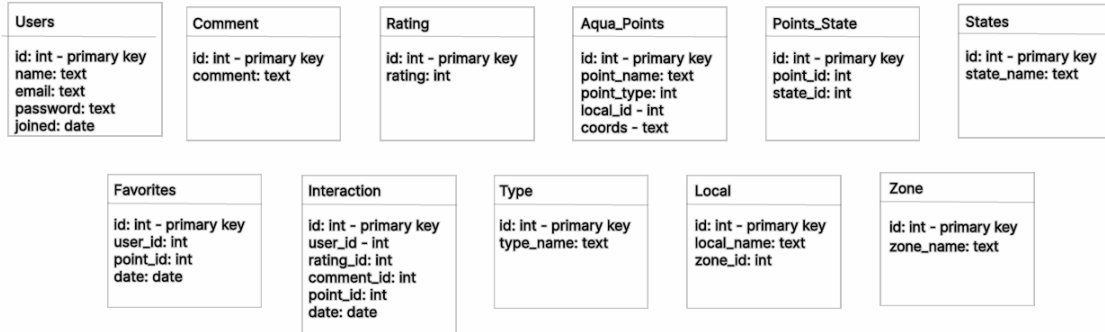 Users
id: int - primary key
name: text
email: text
password: text
joined: date
Comment
id: int - primary key
comment: text
Rating
id: int - primary key
rating: int
Aqua_Points
id: int - primary key
point_name: text
point_type: int
local_id - int
coords - text
Points_State
id: int - primary key
point_id: int
state_id: int
States
id: int - primary key
state_name: text
Favorites
id: int - primary key
user_id: int
point_id: int
date: date
Interaction
id: int - primary key
user_id - int
rating_id: int
comment_id: int
point_id: int
date: date
Type
id: int - primary key
type_name: text
Local
id: int - primary key
local_name: text
zone_id: int
Zone
id: int - primary key
zone_name: text